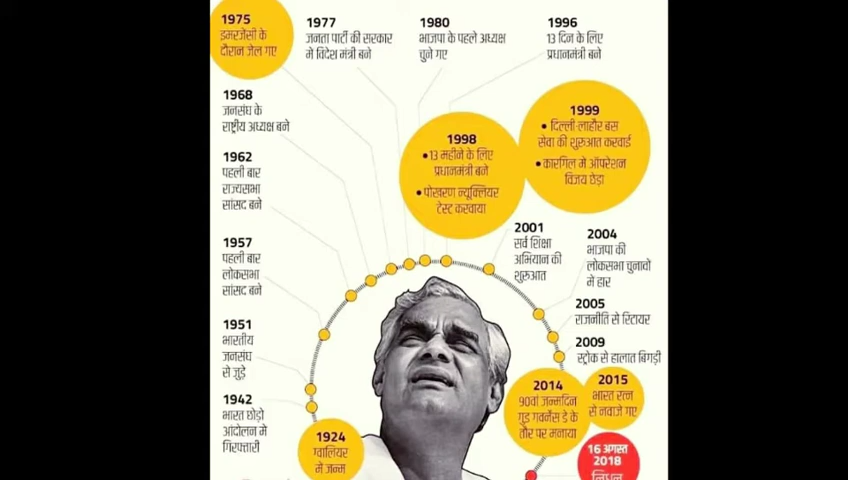 1975
इमरजेंसी के
दौरान जेल गए
1977
जनता पार्टी की सरकार
में विदेश मंत्री बने
1980
भाजपा के पहले अध्यक्ष
चुने गए
1996
13 दिन के लिए
प्रधानमंत्री बने
1968
जनसंघ के
राष्ट्रीय अध्यक्ष बने
1998
•13 महीने के लिए
प्रधानमंत्री बने
• पोखरण न्यूक्लियर
टेस्ट करवाया
1999
• दिल्ली-लाहौर बस
सेवा की शुरुआत करवाई
• कारगिल में ऑपरेशन
विजय छेड़ा
1962
पहली बार
राज्यसभा
सांसद बने
2001
सर्व शिक्षा
अभियान की
शुरुआत
2004
भाजपा की
लोकसभा चुनावो
में हार
1957
पहली बार
लोकसभा
सांसद बने
2005
राजनीति से रिटायर
2009
स्ट्रोक से हालात बिगड़ी
1951
भारतीय
जनसंघ
से जुड़े
2014
90वां जन्मदिन
गुड गवर्नेंस डे के
तौर पर मनाया
2015
भारत रत्न
से नवाजे गए
1942
भारत छोड़ो
आंदोलन में
गिरफ्तारी
1924
ग्वालियर
में जन्म
16 अगस्त
2018
निधन